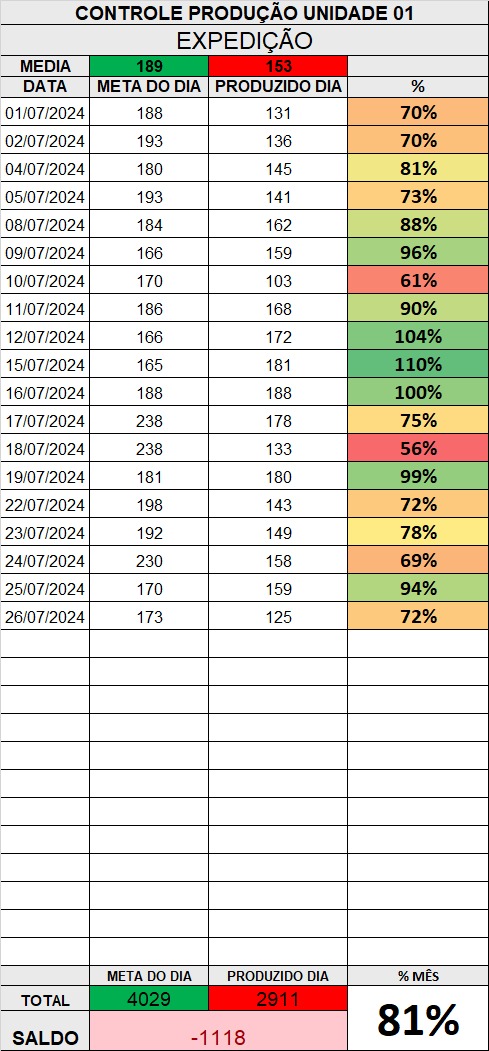 CONTROLE PRODUÇÃO UNIDADE 01
EXPEDIÇÃO
MEDIA 189 153
DATA META DO DIA PRODUZIDO DIA %
01/07/2024 188 131 70%
02/07/2024 193 136 70%
04/07/2024 180 145 81%
05/07/2024 193 141 73%
08/07/2024 184 162 88%
09/07/2024 166 159 96%
10/07/2024 170 103 61%
11/07/2024 186 168 90%
12/07/2024 166 172 104%
15/07/2024 165 181 110%
16/07/2024 188 188 100%
17/07/2024 238 178 75%
18/07/2024 238 133 56%
19/07/2024 181 180 99%
22/07/2024 198 143 72%
23/07/2024 192 149 78%
24/07/2024 230 158 69%
25/07/2024 170 159 94%
26/07/2024 173 125 72%
META DO DIA PRODUZIDO DIA % MÊS
TOTAL 4029 2911 81%
SALDO -1118